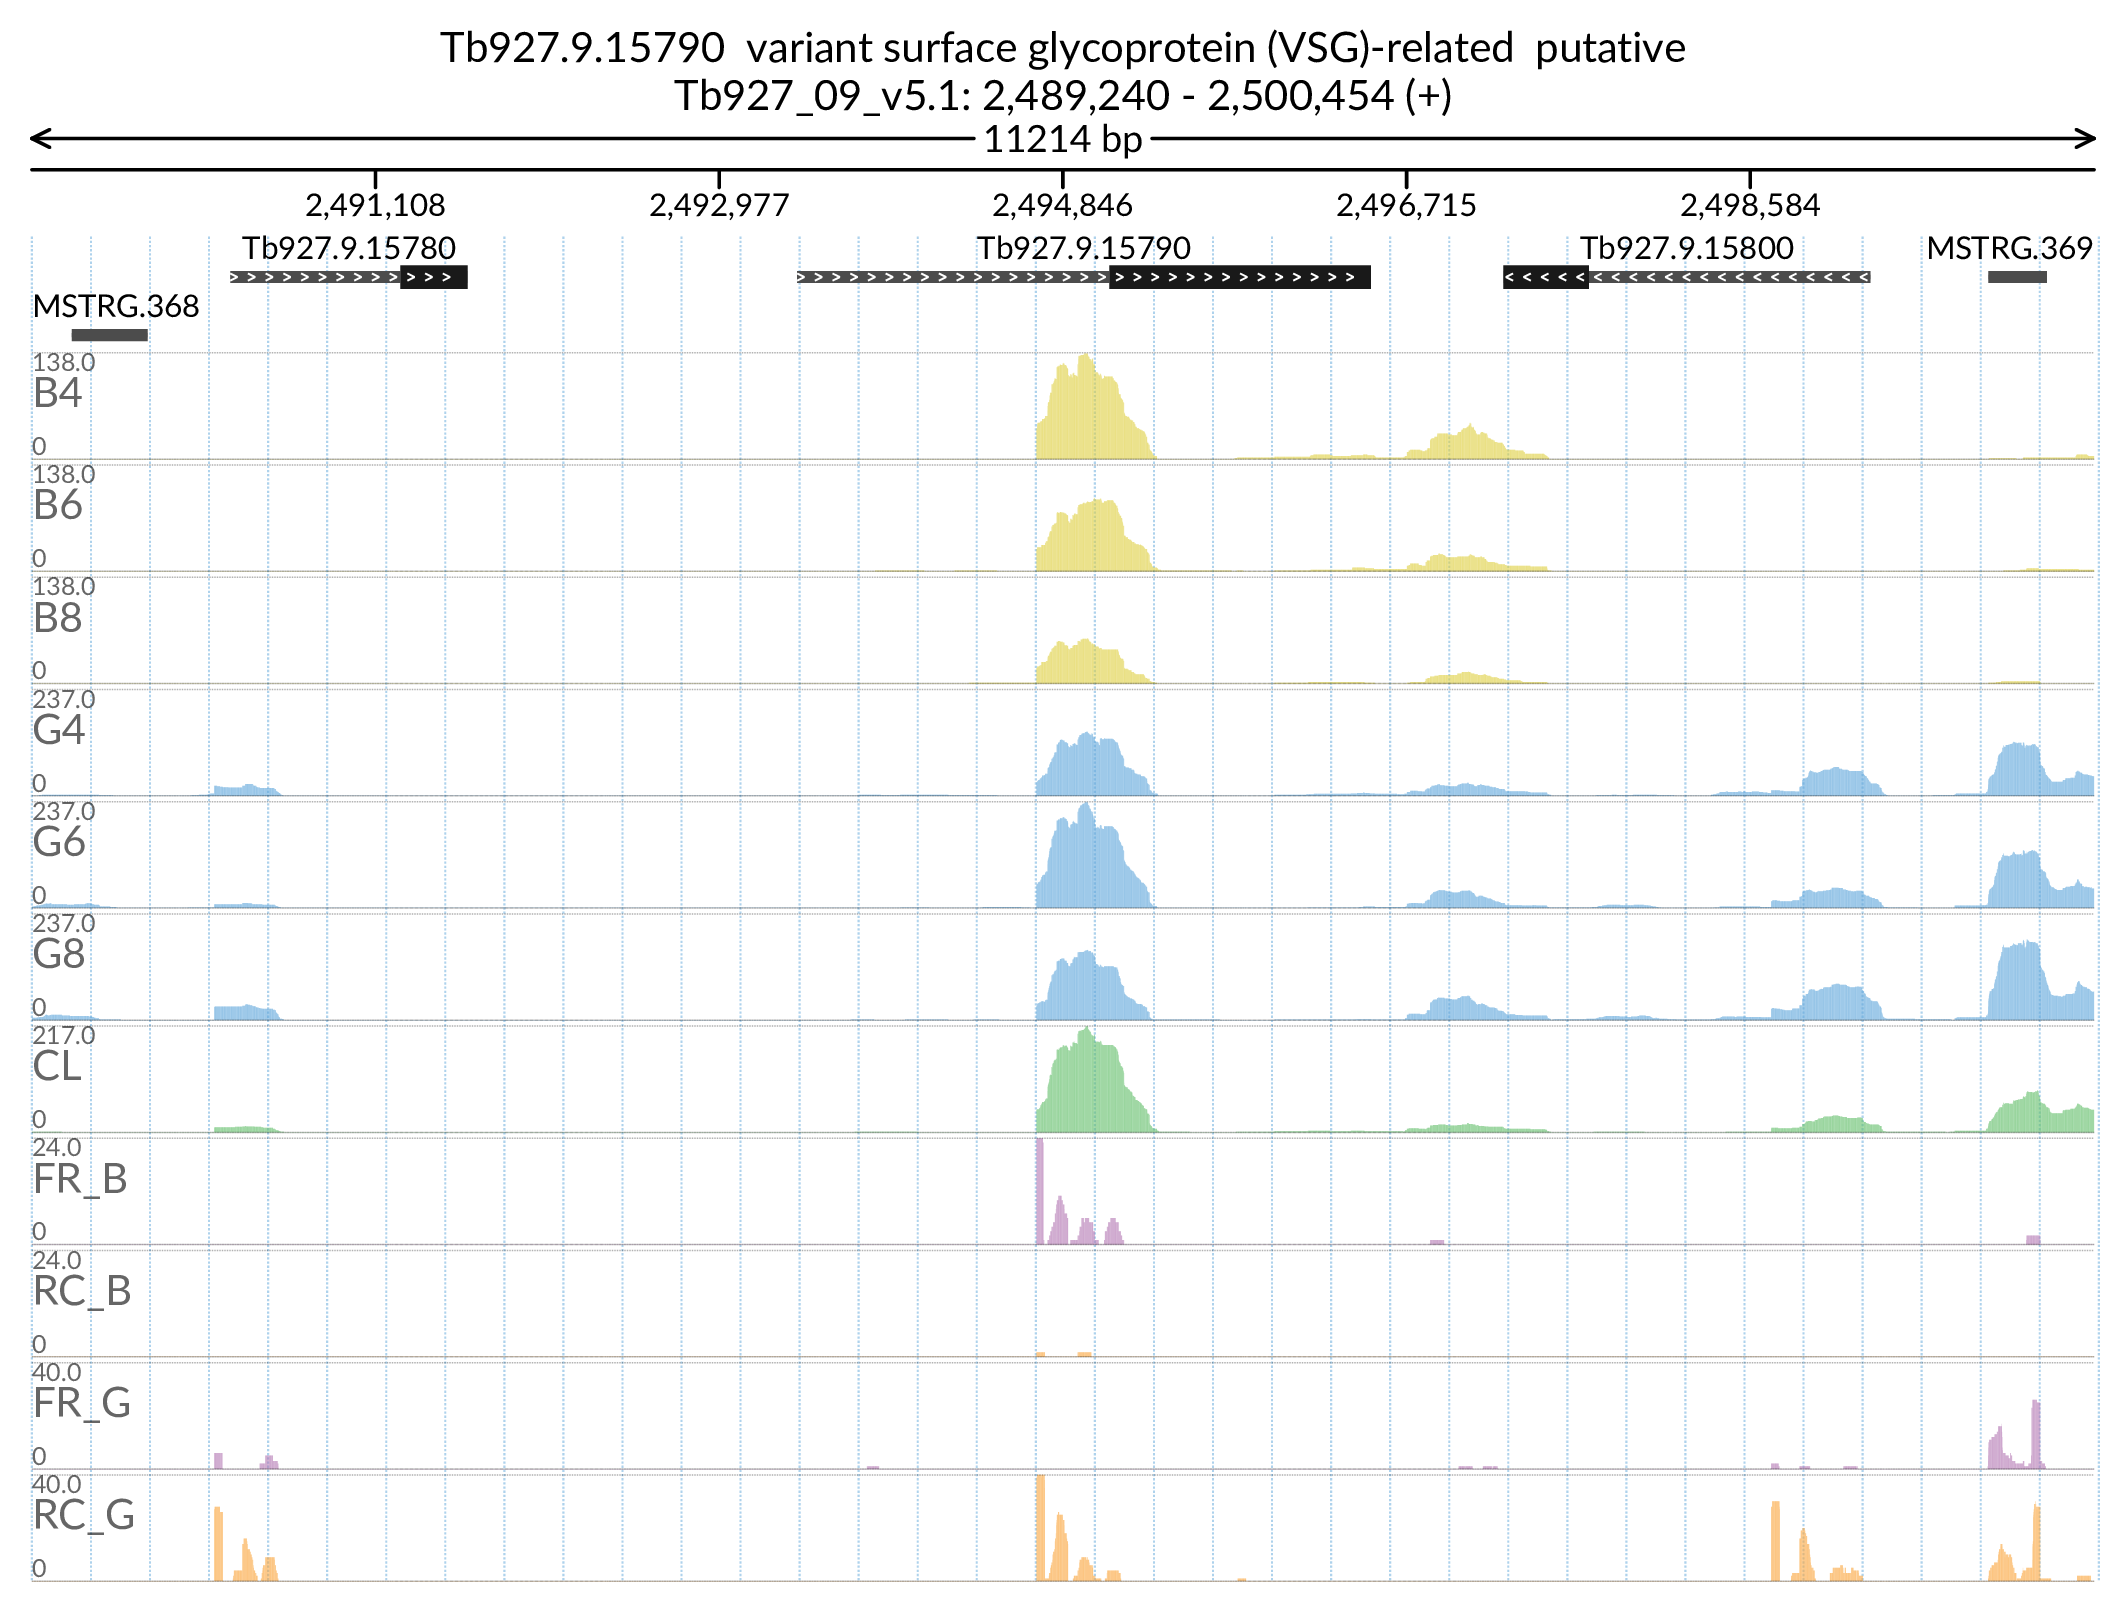 Tb927.9.15790  variant surface glycoprotein (VSG)-related  putative
Tb927_09_v5.1: 2,489,240 - 2,500,454 (+)
11214 bp
2,491,108 2,492,977 2,494,846 2,496,715 2,498,584
Tb927.9.15780 Tb927.9.15790 Tb927.9.15800 MSTRG.369
MSTRG.368
138.0
B4
0
138.0
B6
0
138.0
B8
0
237.0
G4
0
237.0
G6
0
237.0
G8
0
217.0
CL
0
24.0
FR_B
0
24.0
RC_B
0
40.0
FR_G
0
40.0
RC_G
0